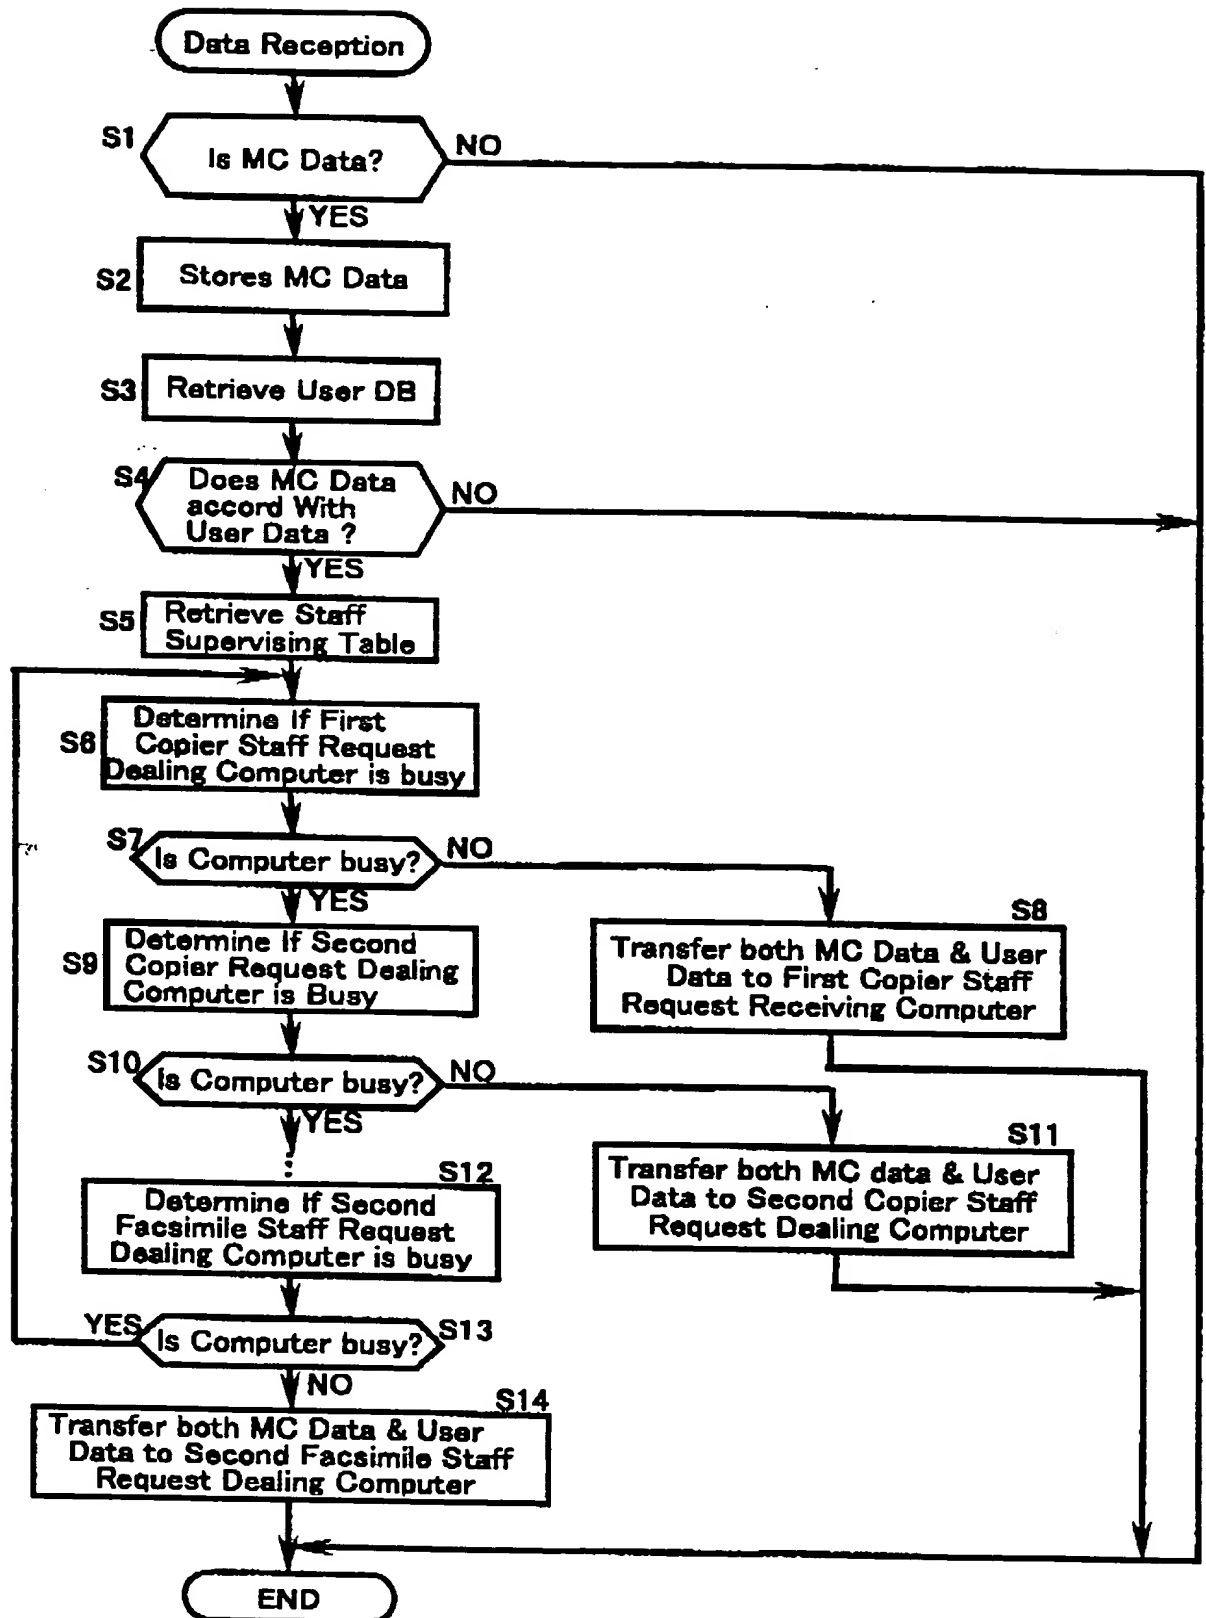 Data Reception
S1
Is MC Data?
NO
YES
S2
Stores MC Data
S3
Retrieve User DB
S4
Does MC Data
accord With
User Data ?
NO
YES
S5
Retrieve Staff
Supervising Table
S6
Determine If First
Copier Staff Request
Dealing Computer is busy
S7
Is Computer busy?
NO
YES
S8
Transfer both MC Data & User
Data to First Copier Staff
Request Receiving Computer
S9
Determine If Second
Copier Request Dealing
Computer is Busy
S10
Is Computer busy?
NO
YES
S11
Transfer both MC data & User
Data to Second Copier Staff
Request Dealing Computer
S12
Determine If Second
Facsimile Staff Request
Dealing Computer is busy
YES
Is Computer busy?
S13
NO
S14
Transfer both MC Data & User
Data to Second Facsimile Staff
Request Dealing Computer
END